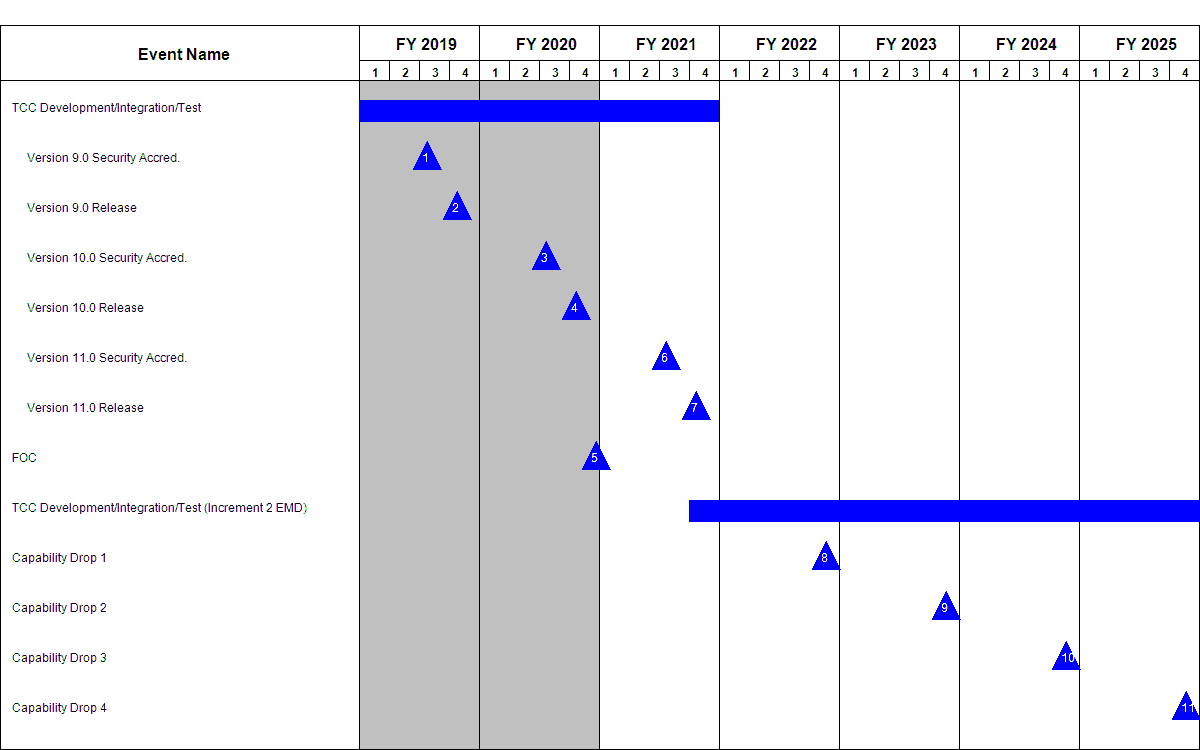 Event Name FY 2019 FY 2020 FY 2021 FY 2022 FY 2023 FY 2024 FY 2025
1 2 3 4 1 2 3 4 1 2 3 4 1 2 3 4 1 2 3 4 1 2 3 4 1 2 3 4
TCC Development/Integration/Test
Version 9.0 Security Accred. 1
Version 9.0 Release 2
Version 10.0 Security Accred. 3
Version 10.0 Release 4
Version 11.0 Security Accred. 6
Version 11.0 Release 7
FOC 5
TCC Development/Integration/Test (Increment 2 EMD)
Capability Drop 1 8
Capability Drop 2 9
Capability Drop 3 10
Capability Drop 4 11